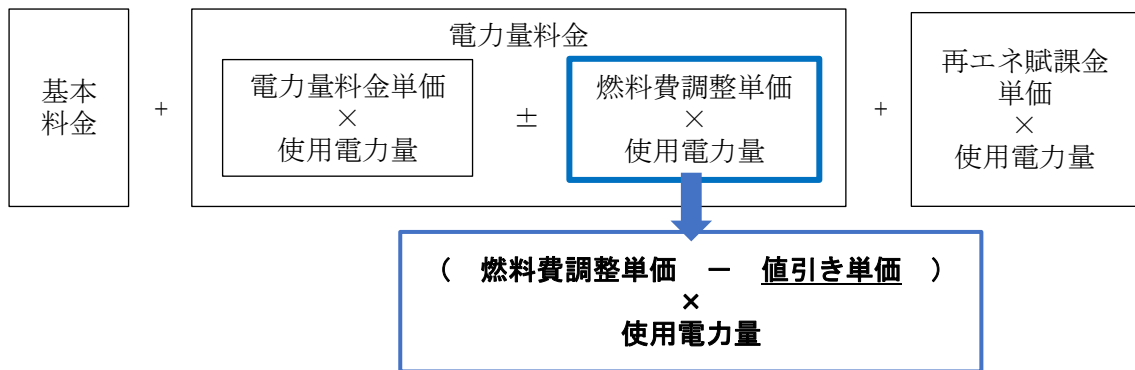 基本
料金
+
電力量料金
電力量料金単価
×
使用電力量
±
燃料費調整単価
×
使用電力量
+
再エネ賦課金
単価
×
使用電力量
( 燃料費調整単価 － 値引き単価 )
×
使用電力量